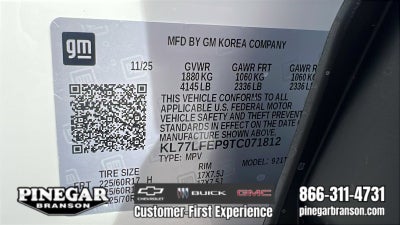 gm
MFD BY GM KOREA COMPANY
11/25 GVWR GAWR FRT GAWR
1880 KG 1060 KG 1060
4145 LB 2336 LB 2336
THIS VEHICLE CONFORMS TO ALL
APPLICABLE U.S. FEDERAL MOTOR
VEHICLE SAFETY AND THEFT PREVENT
STANDARDS IN EFFECT ON THE DATE
MANUFACTURE SHOWN ABOVE.
KL77LFEP9TC071812
TYPE: MPV
TIRE SIZE RIM
225/60R17 H 17X7.5J
PINEGAR
BRANSON
CHEVROLET BUICK GMC
Customer-First Experience
866-311-4731
pinegarbranson.com